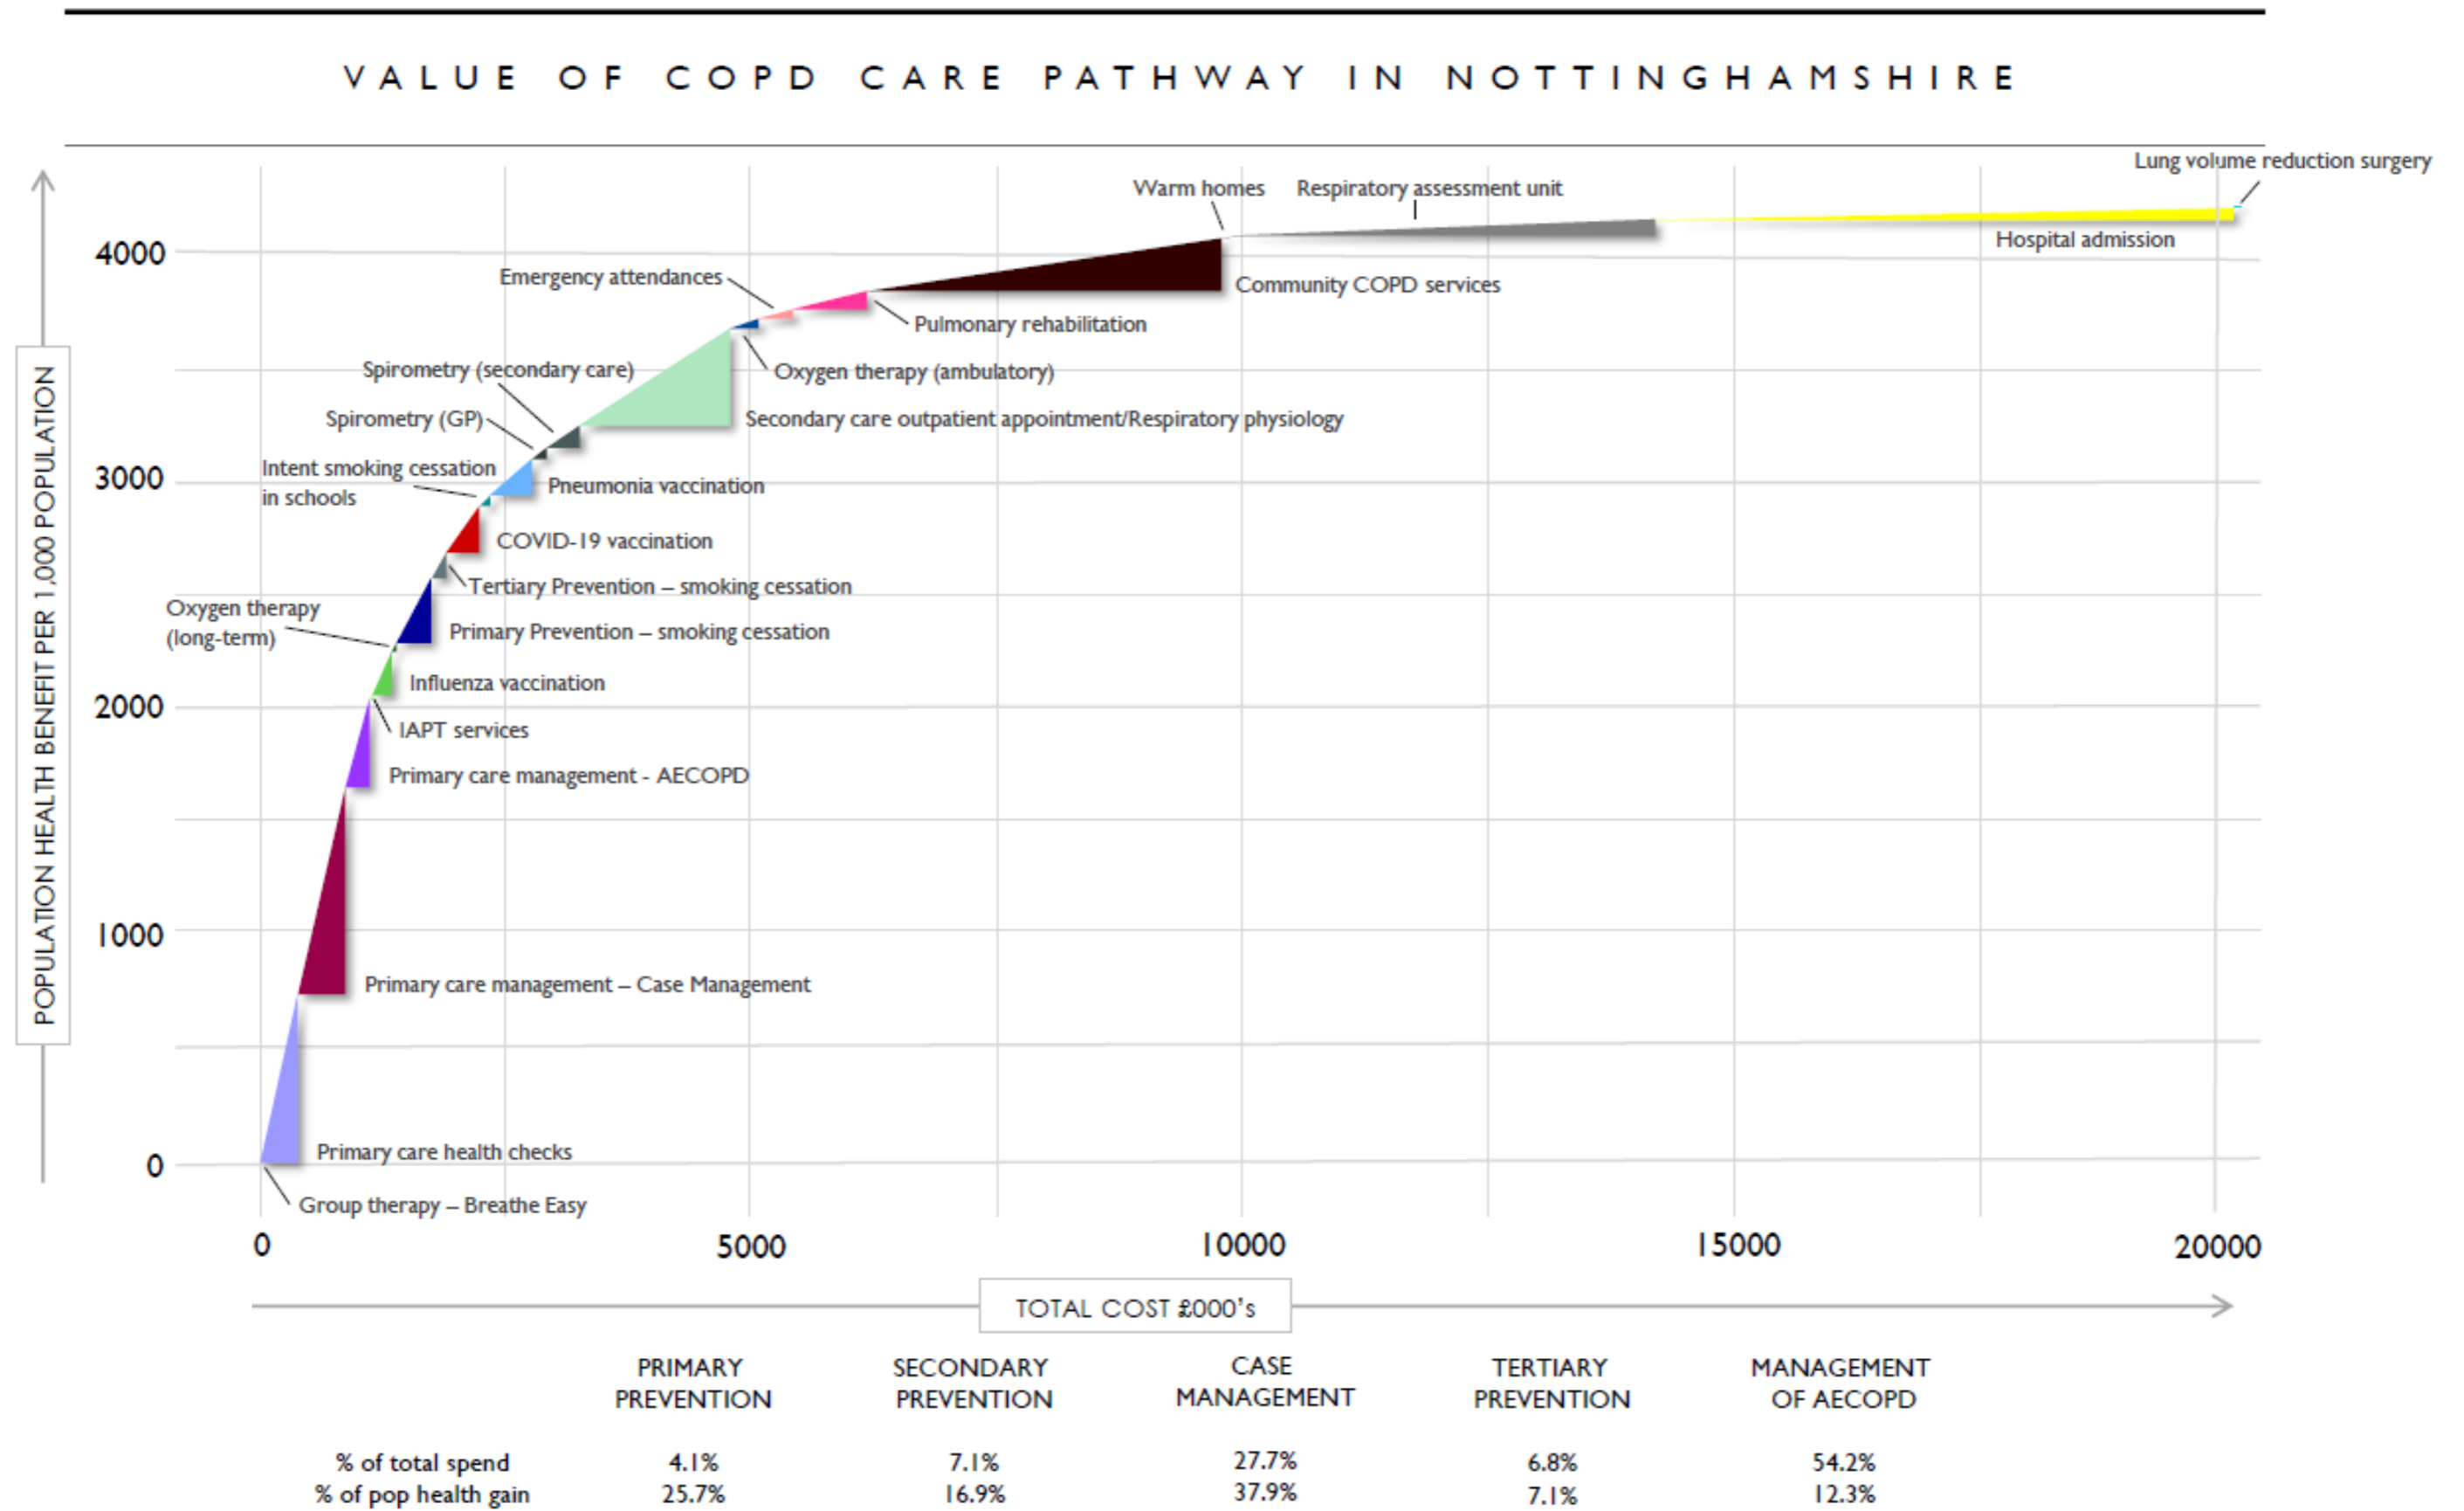 VALUE OF COPD CARE PATHWAY IN NOTTINGHAMSHIRE
Lung volume reduction surgery
Warm homes
Respiratory assessment unit
Hospital admission
4000
Emergency attendances
Community COPD services
Pulmonary rehabilitation
Spirometry (secondary care)
Oxygen therapy (ambulatory)
Spirometry (GP)
Secondary care outpatient appointment/Respiratory physiology
Intent smoking cessation
in schools
3000
Pneumonia vaccination
COVID-19 vaccination
Tertiary Prevention – smoking cessation
Oxygen therapy
(long-term)
Primary Prevention – smoking cessation
Influenza vaccination
2000
IAPT services
Primary care management - AECOPD
POPULATION HEALTH BENEFIT PER 1,000 POPULATION
1000
Primary care management – Case Management
Primary care health checks
0
Group therapy – Breathe Easy
0 5000 10000 15000 20000
TOTAL COST £000's
PRIMARY SECONDARY CASE TERTIARY MANAGEMENT
PREVENTION PREVENTION MANAGEMENT PREVENTION OF AECOPD
% of total spend 4.1% 7.1% 27.7% 6.8% 54.2%
% of pop health gain 25.7% 16.9% 37.9% 7.1% 12.3%